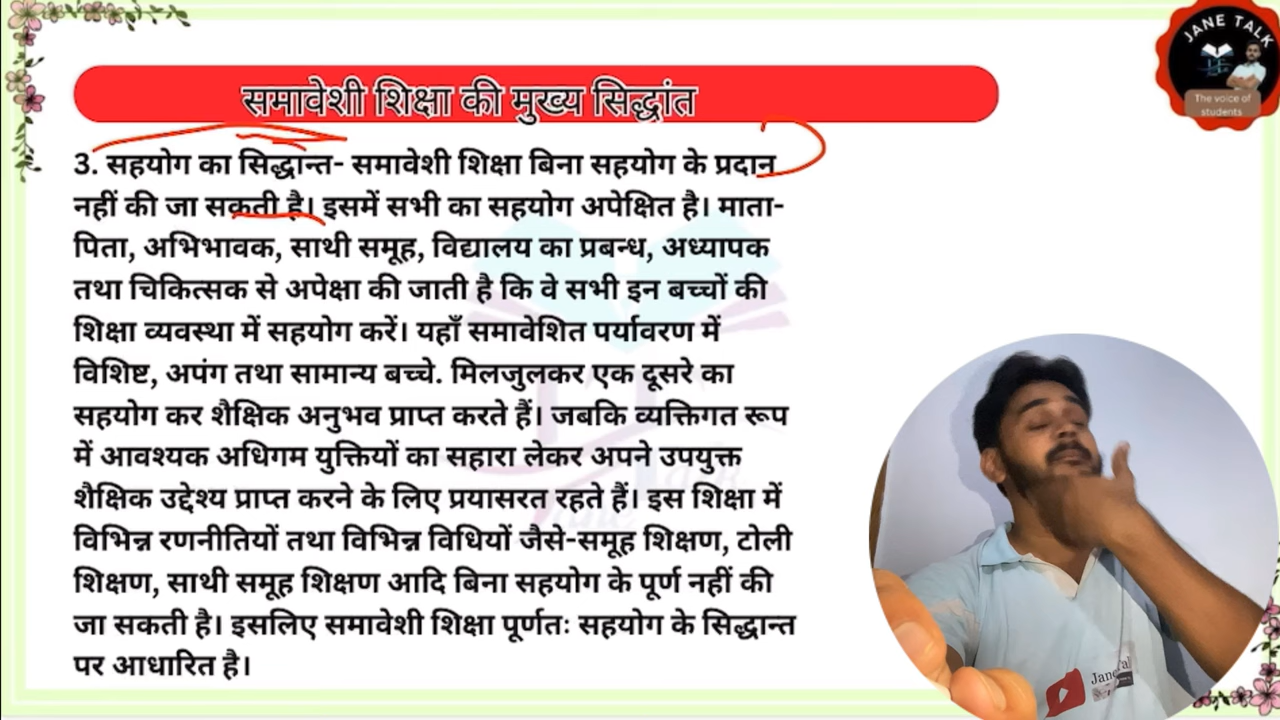 JANE TALK
The voice of
students
समावेशी शिक्षा की मुख्य सिद्धांत
3. सहयोग का सिद्धान्त- समावेशी शिक्षा बिना सहयोग के प्रदान
नहीं की जा सकती है। इसमें सभी का सहयोग अपेक्षित है। माता-
पिता, अभिभावक, साथी समूह, विद्यालय का प्रबन्ध, अध्यापक
तथा चिकित्सक से अपेक्षा की जाती है कि वे सभी इन बच्चों की
शिक्षा व्यवस्था में सहयोग करें। यहाँ समावेशित पर्यावरण में
विशिष्ट, अपंग तथा सामान्य बच्चे. मिलजुलकर एक दूसरे का
सहयोग कर शैक्षिक अनुभव प्राप्त करते हैं। जबकि व्यक्तिगत रूप
में आवश्यक अधिगम युक्तियों का सहारा लेकर अपने उपयुक्त
शैक्षिक उद्देश्य प्राप्त करने के लिए प्रयासरत रहते हैं। इस शिक्षा में
विभिन्न रणनीतियों तथा विभिन्न विधियों जैसे-समूह शिक्षण, टोली
शिक्षण, साथी समूह शिक्षण आदि बिना सहयोग के पूर्ण नहीं की
जा सकती है। इसलिए समावेशी शिक्षा पूर्णतः सहयोग के सिद्धान्त
पर आधारित है।